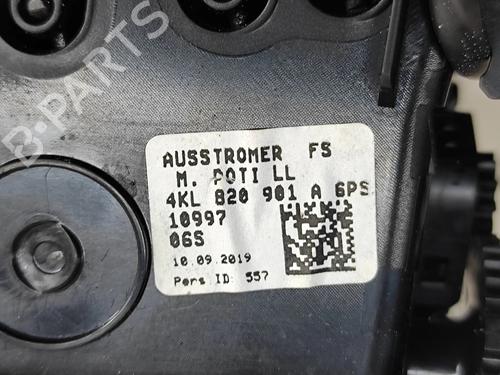 B-PARTS
AUSSTROMER FS
M. POTI LL
4KL 820 901 A 6PS
10997
06S
10.09.2019
Pers ID: 557